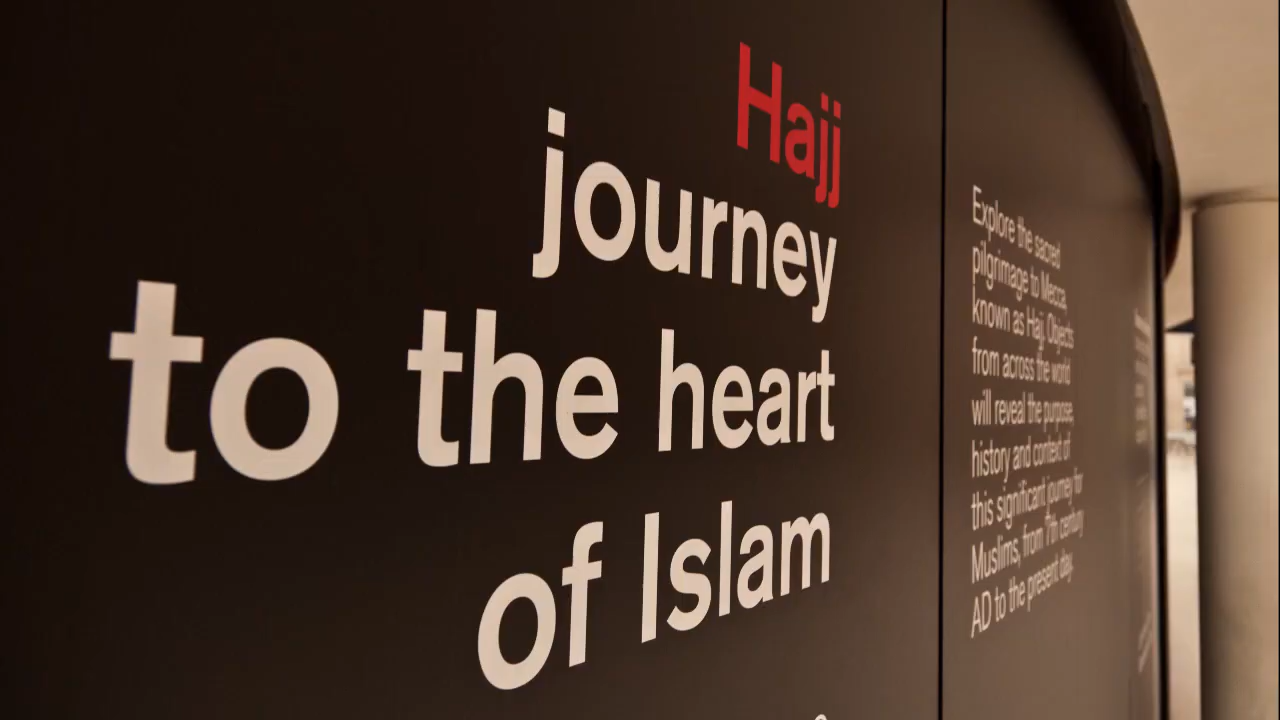 Hajj
journey
to the heart
of Islam
Explore the sacred
pilgrimage to Mecca,
known as Hajj. Objects
from across the world
will reveal the purpose,
history and context of
this significant journey for
Muslims, from 7th century
AD to the present day.